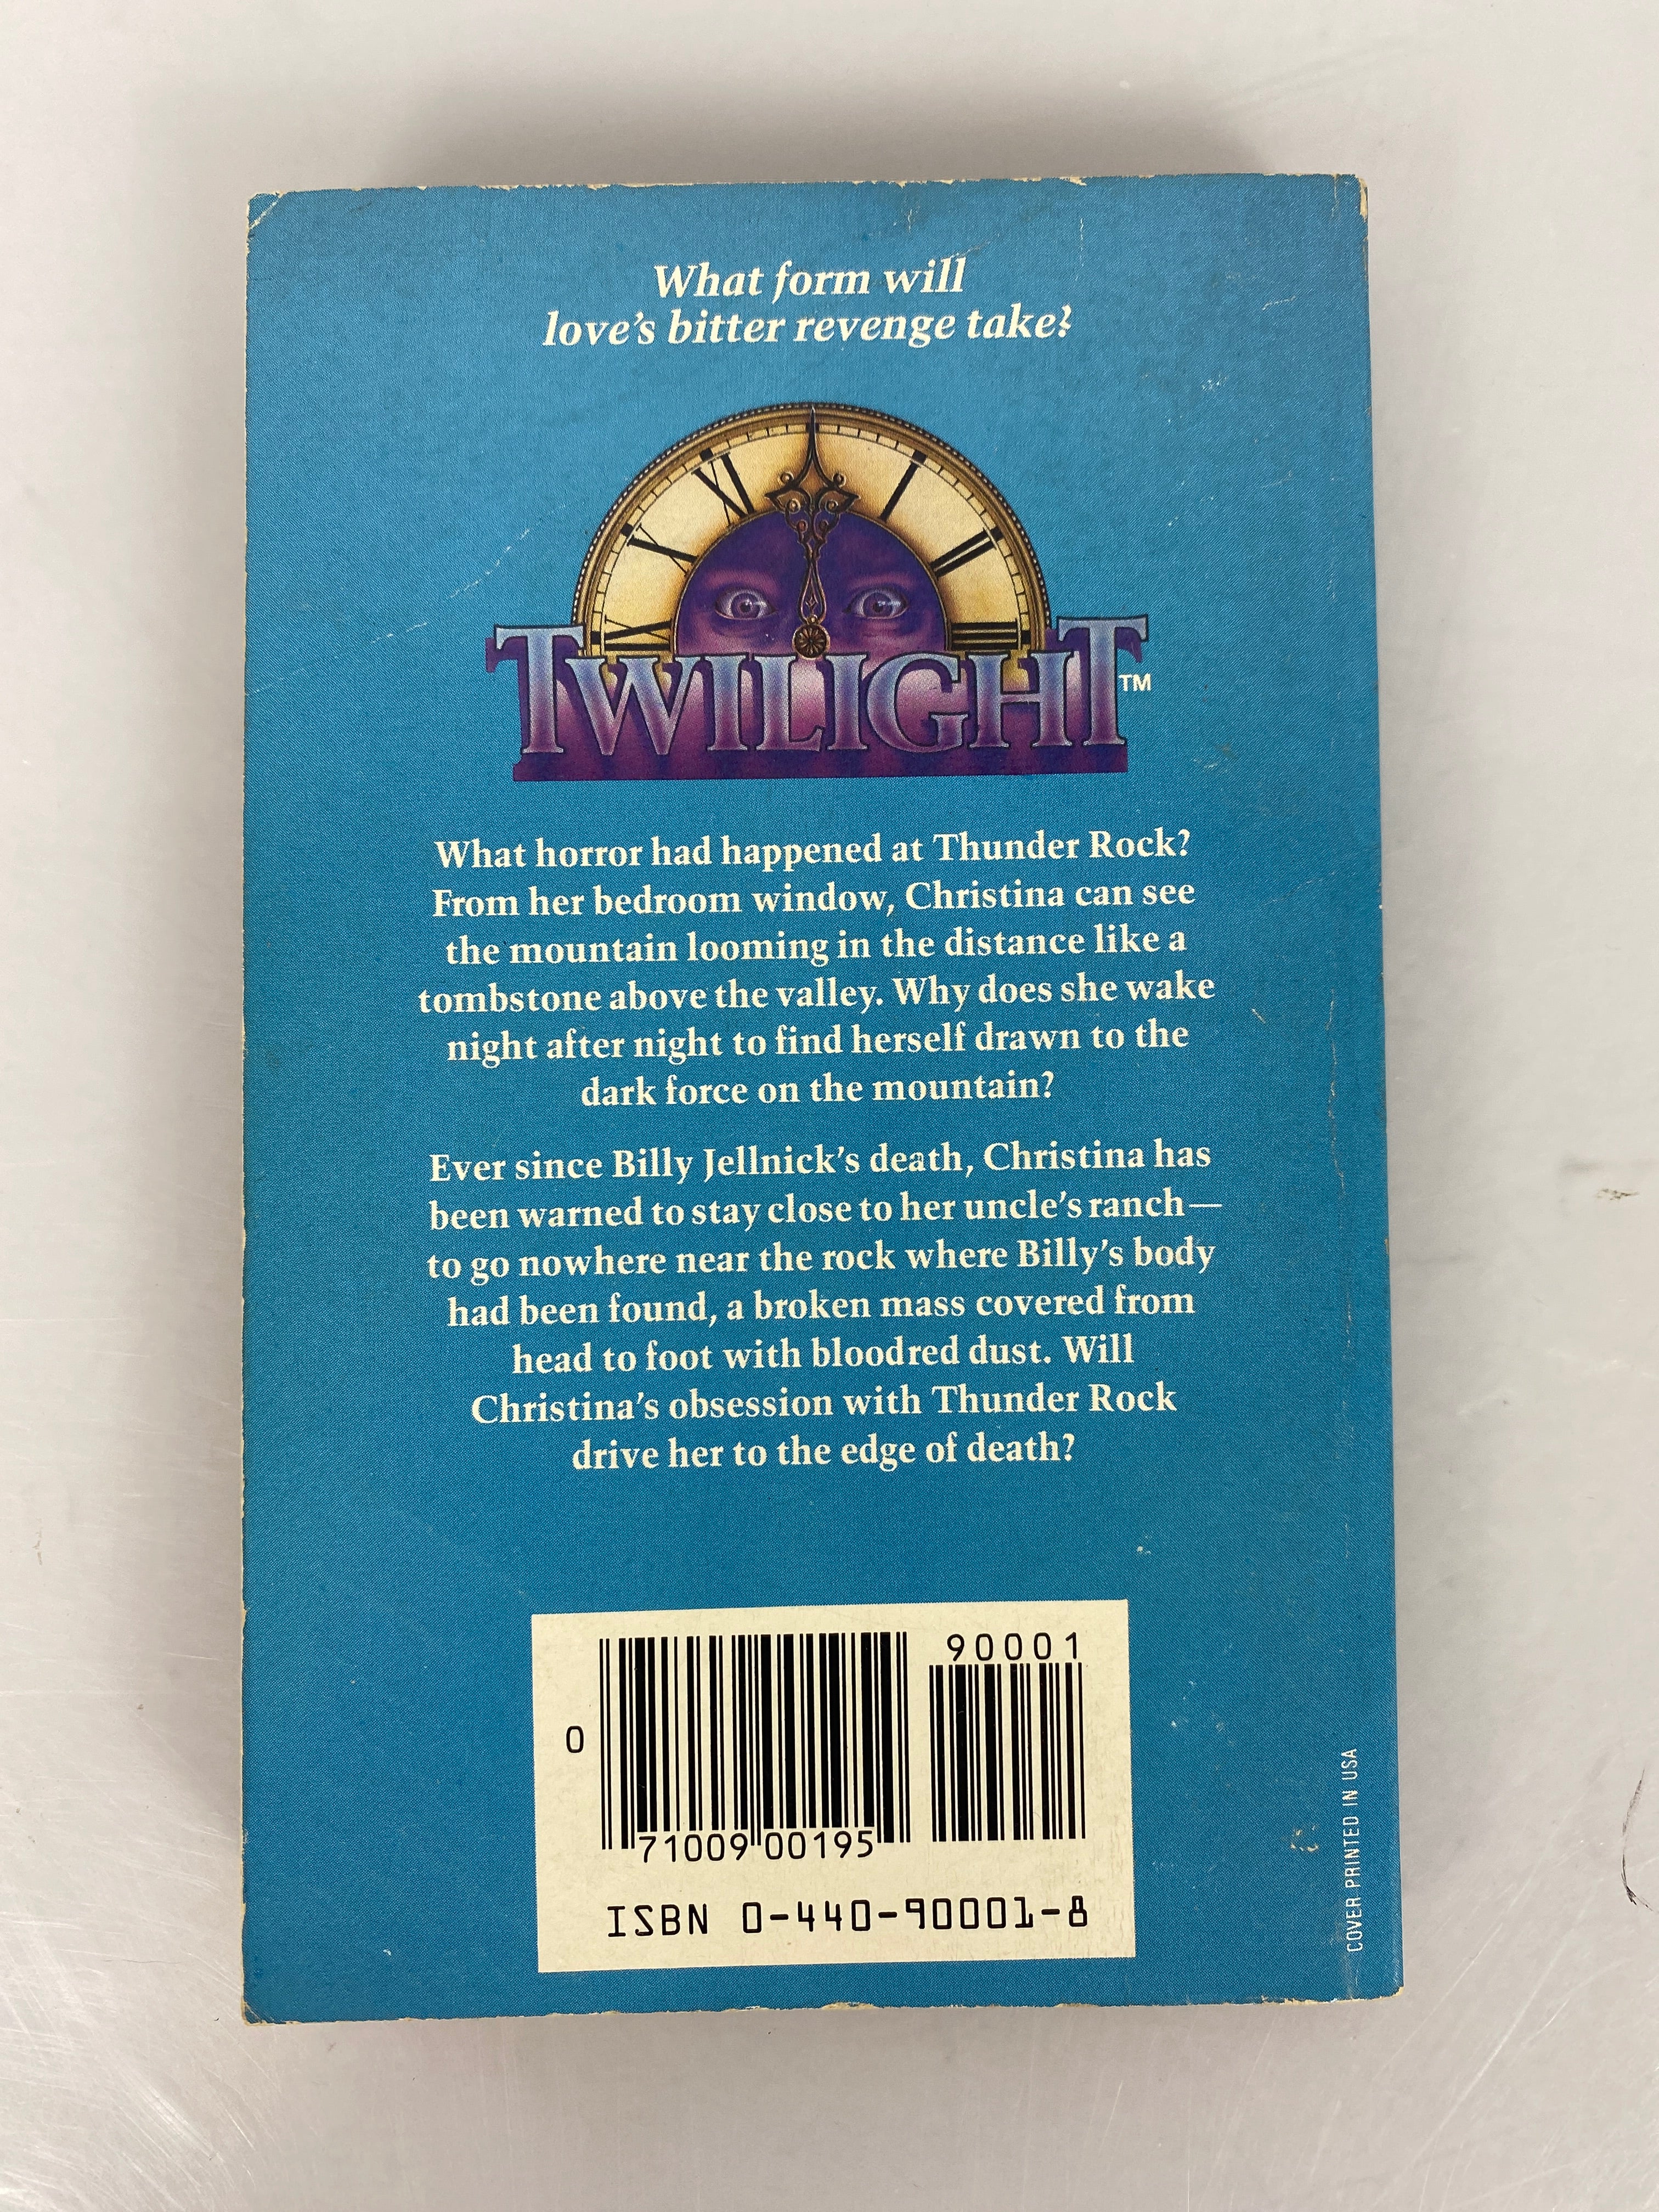 What form will
love's bitter revenge take?
TWILIGHT™
What horror had happened at Thunder Rock?
From her bedroom window, Christina can see
the mountain looming in the distance like a
tombstone above the valley. Why does she wake
night after night to find herself drawn to the
dark force on the mountain?
Ever since Billy Jellnick's death, Christina has
been warned to stay close to her uncle's ranch—
to go nowhere near the rock where Billy's body
had been found, a broken mass covered from
head to foot with bloodred dust. Will
Christina's obsession with Thunder Rock
drive her to the edge of death?
90001
0
71009 00195
ISBN 0-440-90001-8
COVER PRINTED IN USA